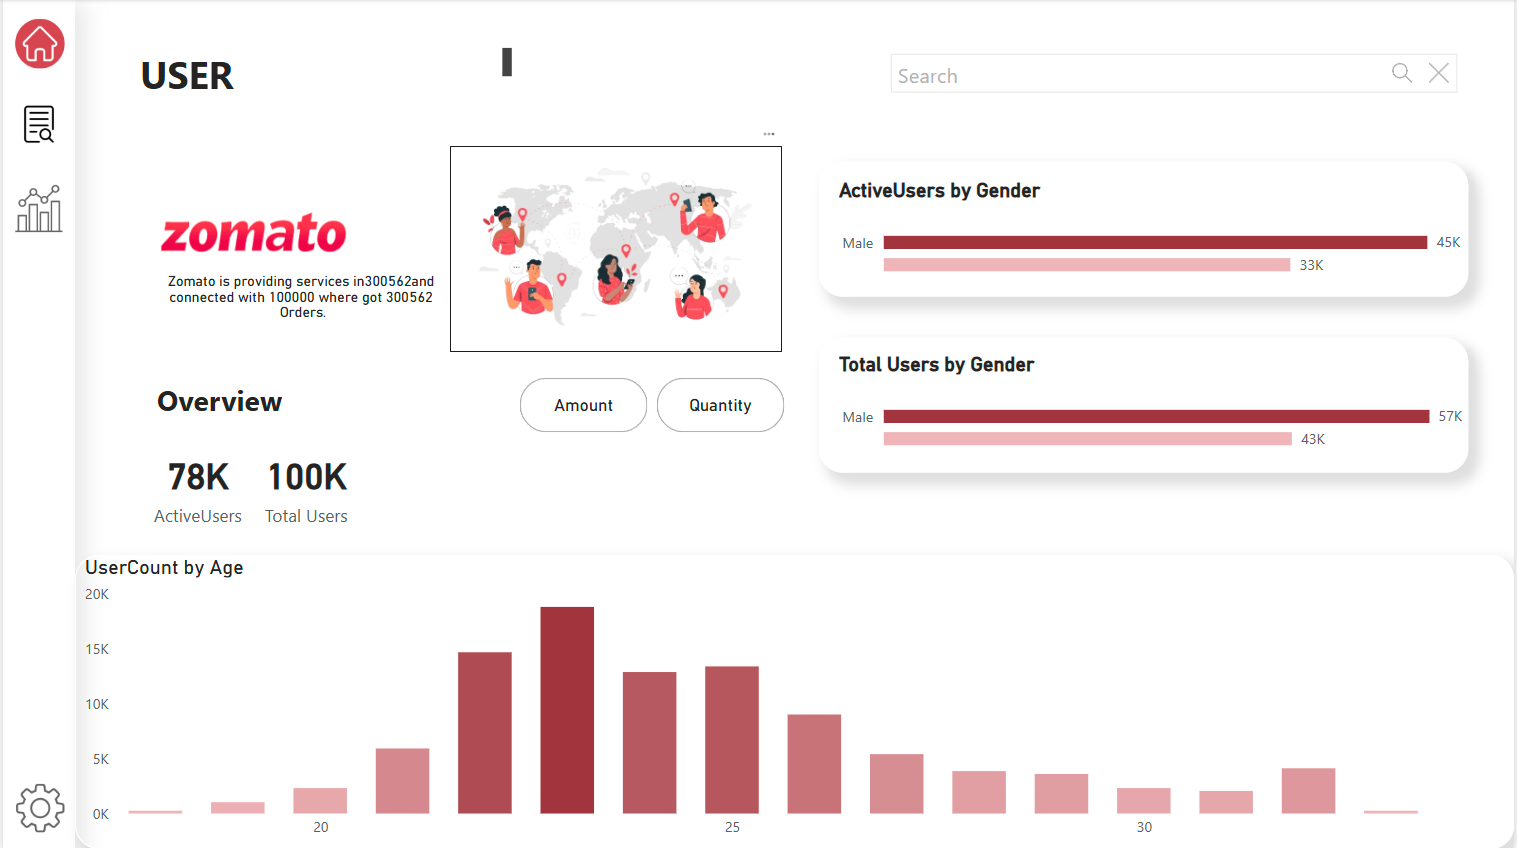 USER
Search
zomato
Zomato is providing services in300562and
connected with 100000 where got 300562
Orders.
ActiveUsers by Gender
Male
45K
33K
Overview
Amount
Quantity
Total Users by Gender
Male
57K
43K
78K
ActiveUsers
100K
Total Users
UserCount by Age
20K
15K
10K
5K
0K
20
25
30